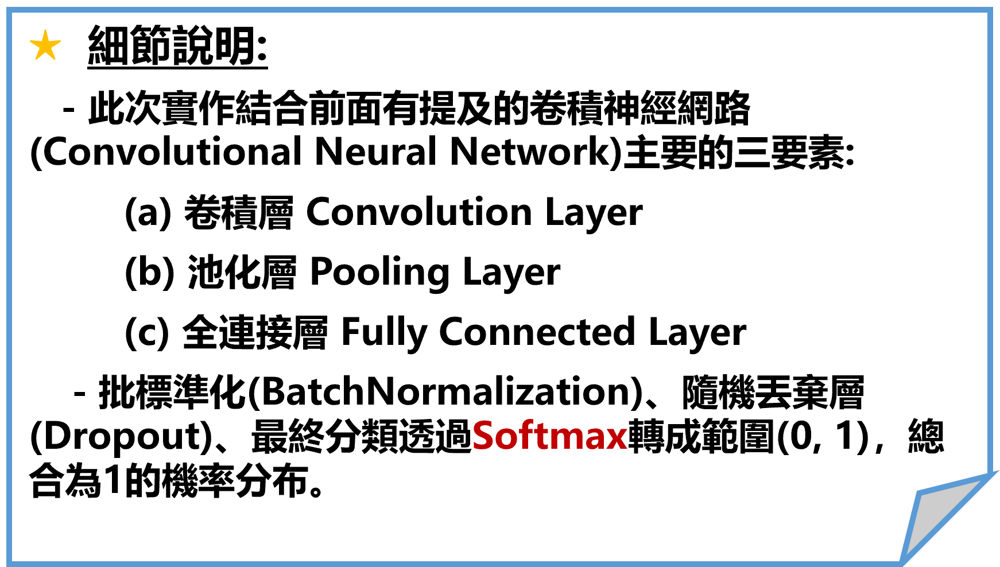 細節說明:
- 此次實作結合前面有提及的卷積神經網路
(Convolutional Neural Network)主要的三要素:
(a) 卷積層 Convolution Layer
(b) 池化層 Pooling Layer
(c) 全連接層 Fully Connected Layer
- 批標準化(BatchNormalization)、隨機丟棄層
(Dropout)、最終分類透過Softmax轉成範圍(0, 1)，總
合為1的機率分布。